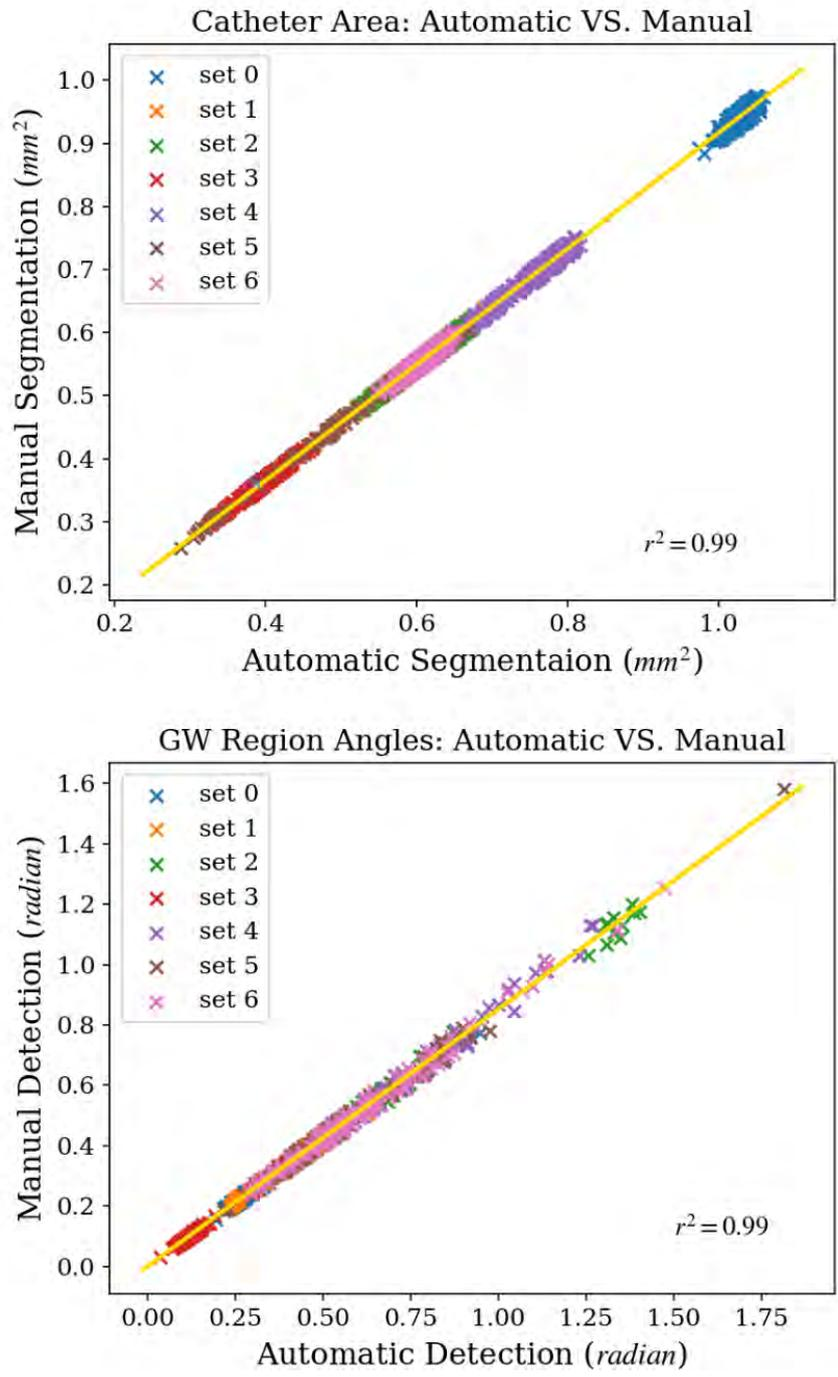 Catheter Area: Automatic VS. Manual
set 0
set 1
set 2
set 3
set 4
set 5
set 6
1.0
0.9
0.8
0.7
0.6
0.5
0.4
0.3
0.2
Manual Segmentation (mm²)
r² = 0.99
0.2 0.4 0.6 0.8 1.0
Automatic Segmentaion (mm²)
GW Region Angles: Automatic VS. Manual
set 0
set 1
set 2
set 3
set 4
set 5
set 6
1.6
1.4
1.2
1.0
0.8
0.6
0.4
0.2
0.0
Manual Detection (radian)
r² = 0.99
0.00 0.25 0.50 0.75 1.00 1.25 1.50 1.75
Automatic Detection (radian)